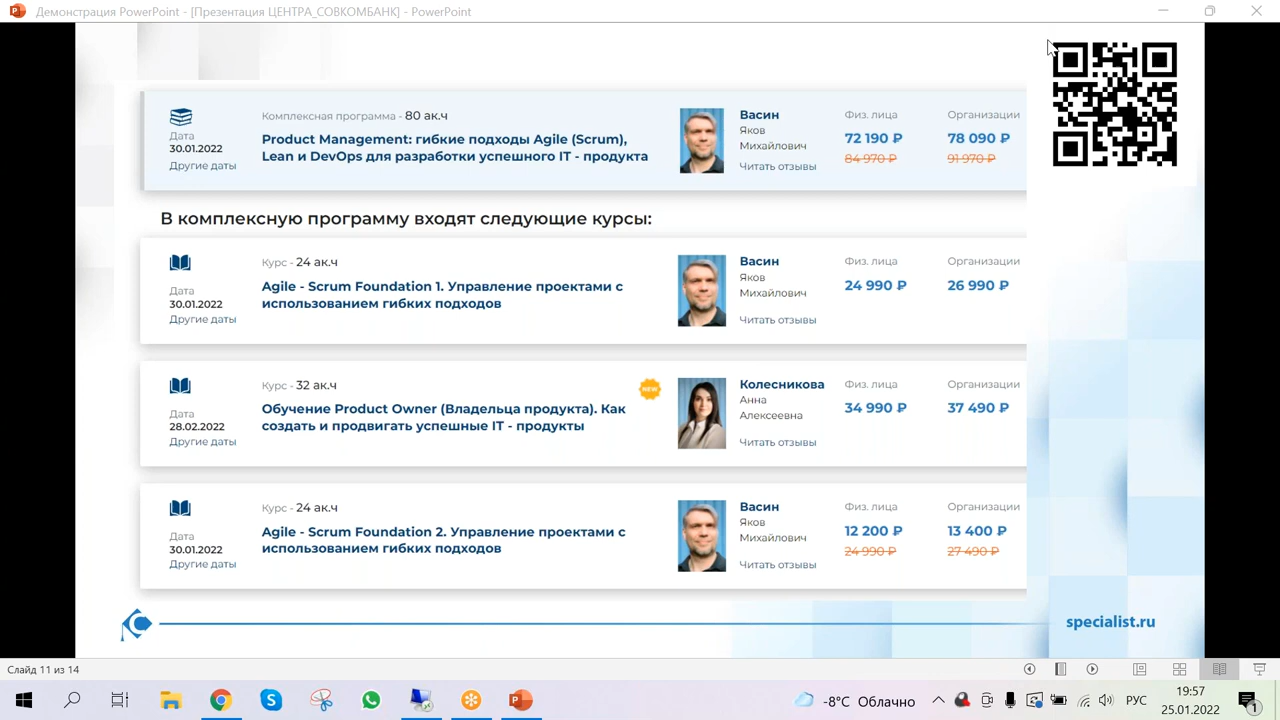 Демонстрация PowerPoint - [Презентация ЦЕНТРА_СОВКОМБАНК] - PowerPoint
Комплексная программа - 80 ак.ч
Дата
30.01.2022
Другие даты
Product Management: гибкие подходы Agile (Scrum),
Lean и DevOps для разработки успешного IT - продукта
Васин
Яков
Михайлович
Читать отзывы
Физ. лица
72 190 ₽
84 970 ₽
Организации
78 090 ₽
91 970 ₽
В комплексную программу входят следующие курсы:
Курс - 24 ак.ч
Дата
30.01.2022
Другие даты
Agile - Scrum Foundation 1. Управление проектами с
использованием гибких подходов
Васин
Яков
Михайлович
Читать отзывы
Физ. лица
24 990 ₽
Организации
26 990 ₽
Курс - 32 ак.ч
Дата
28.02.2022
Другие даты
Обучение Product Owner (Владельца продукта). Как
создать и продвигать успешные IT - продукты
NEW
Колесникова
Анна
Алексеевна
Читать отзывы
Физ. лица
34 990 ₽
Организации
37 490 ₽
Курс - 24 ак.ч
Дата
30.01.2022
Другие даты
Agile - Scrum Foundation 2. Управление проектами с
использованием гибких подходов
Васин
Яков
Михайлович
Читать отзывы
Физ. лица
12 200 ₽
24 990 ₽
Организации
13 400 ₽
27 490 ₽
specialist.ru
Слайд 11 из 14
-8°C Облачно
РУС
19:57
25.01.2022
1